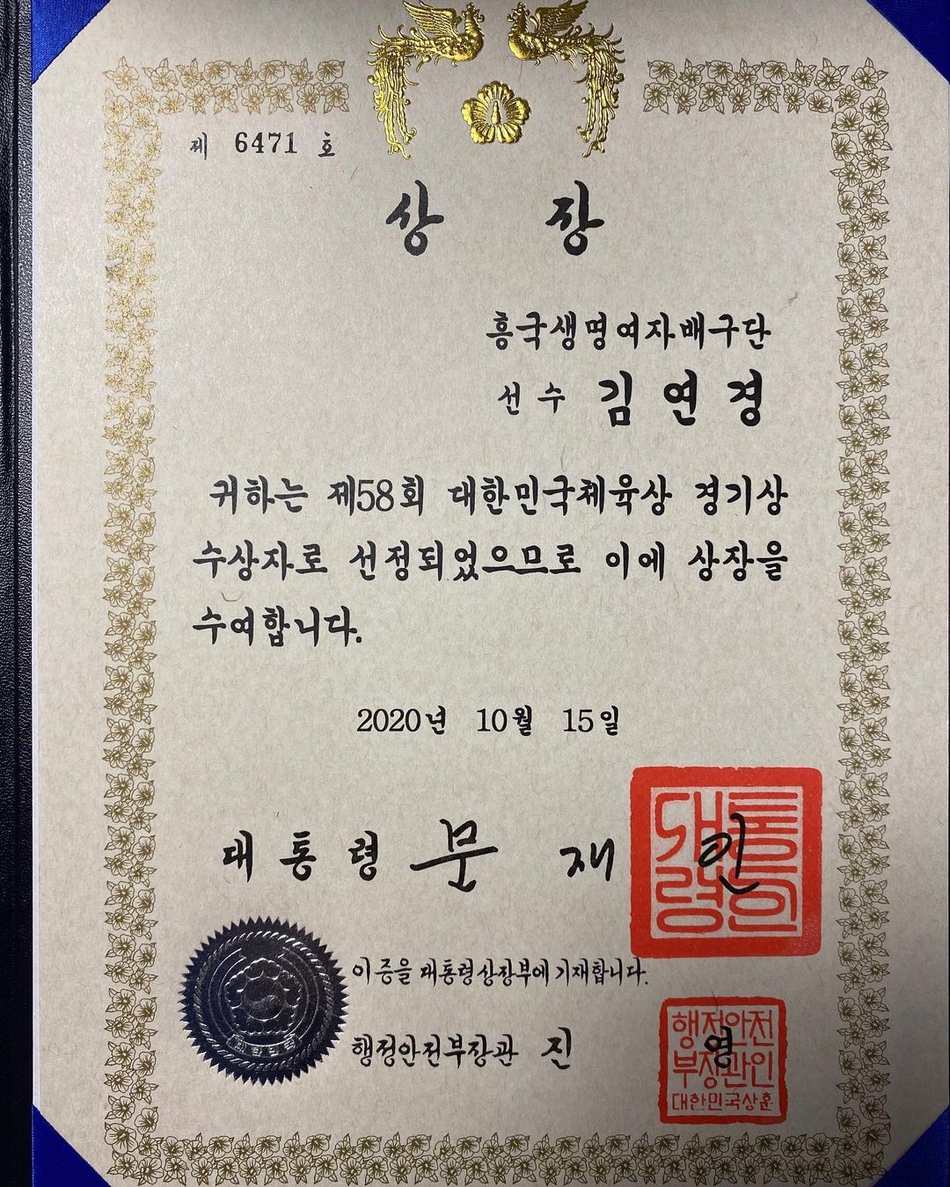 제 6471 호
상 장
흥국생명여자배구단
선수 김연경
귀하는 제58회 대한민국체육상 경기상
수상자로 선정되었으므로 이에 상장을
수여합니다.
2020년 10월 15일
대통령 문재인
대통령의인
이 증을 대통령상장부에 기재합니다.
행정안전부장관 진영
행정안전
부장관인
대한민국상훈